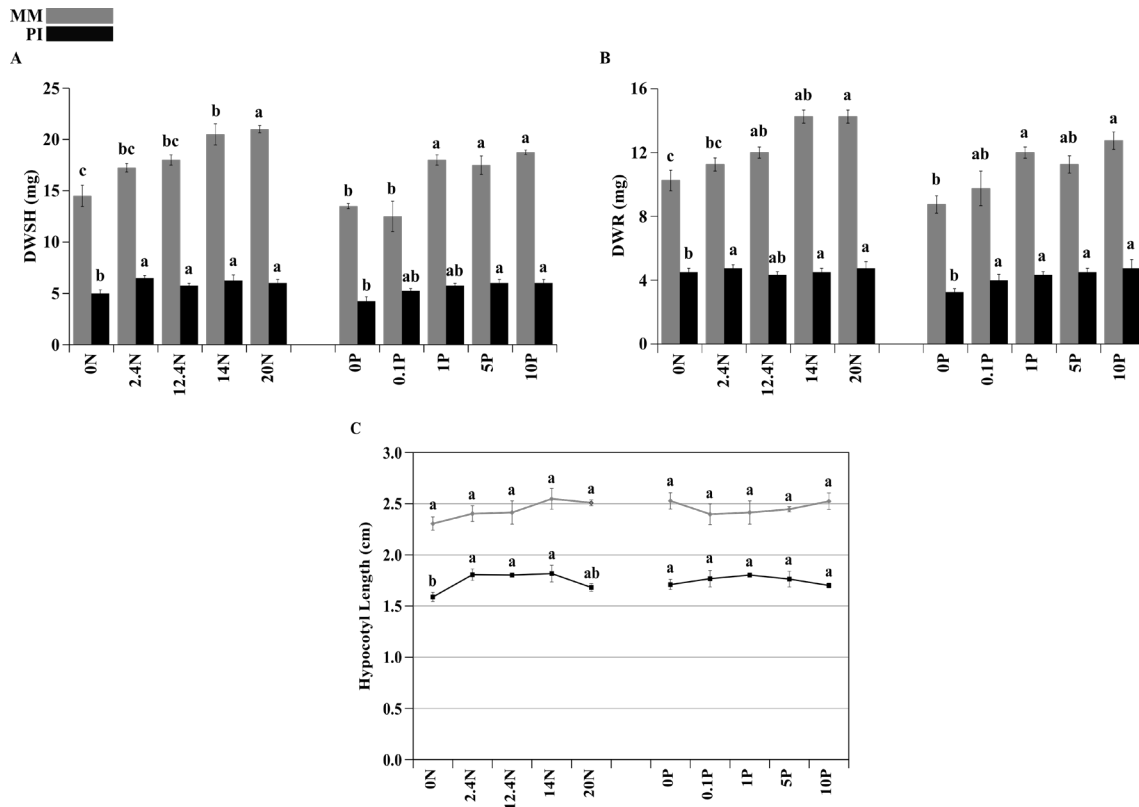 MM
PI
A
DWSH (mg)
25
20
15
10
5
0
c
bc
bc
b
a
b
b
a
a
a
b
a
a
a
a
b
ab
ab
a
a
0N
2.4N
12.4N
14N
20N
0P
0.1P
1P
5P
10P
B
DWR (mg)
16
12
8
4
0
c
bc
ab
ab
a
b
ab
a
ab
a
b
a
ab
a
a
b
a
a
a
a
0N
2.4N
12.4N
14N
20N
0P
0.1P
1P
5P
10P
C
Hypocotyl Length (cm)
3.0
2.5
2.0
1.5
1.0
0.5
0.0
a
a
a
a
a
a
a
a
a
a
b
a
a
a
ab
a
a
a
a
a
0N
2.4N
12.4N
14N
20N
0P
0.1P
1P
5P
10P